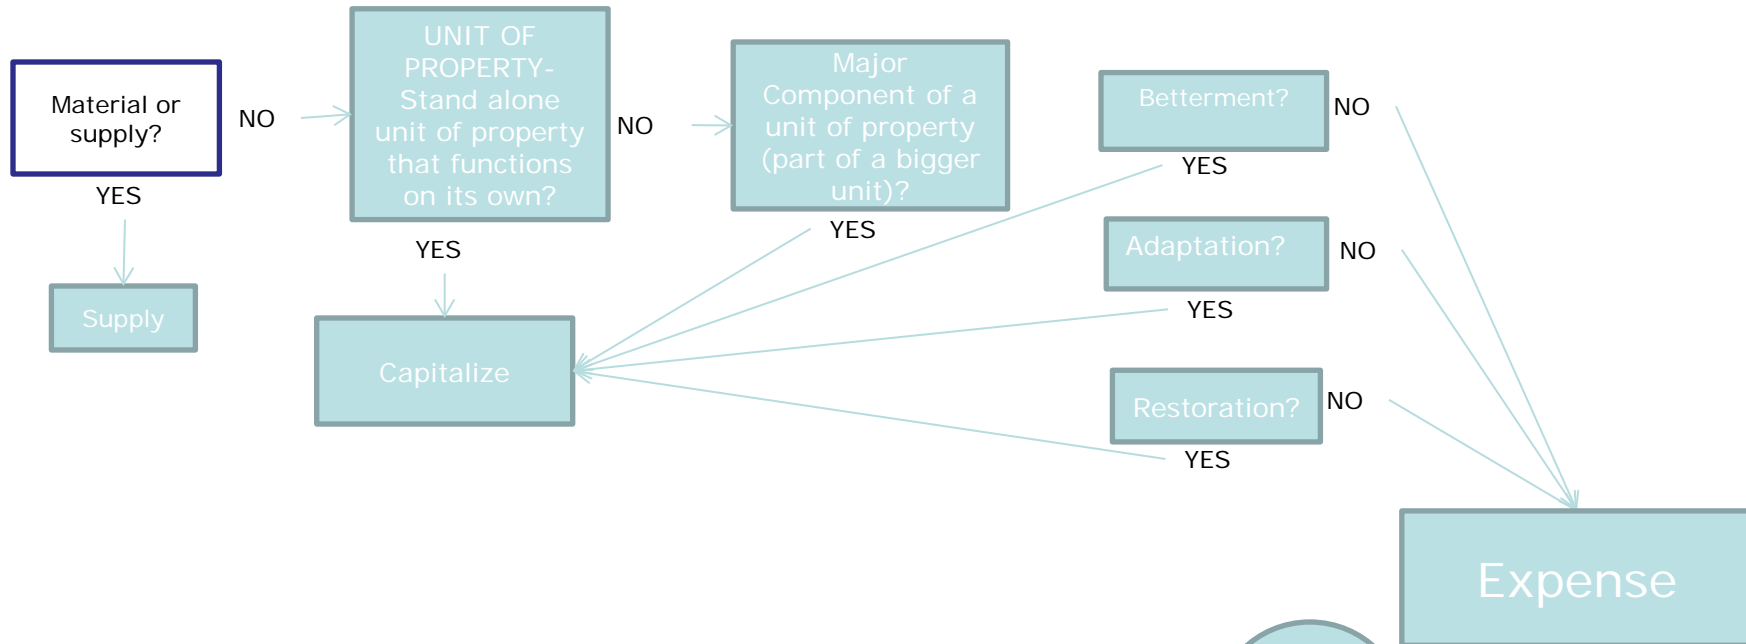 Material or
supply?
NO
YES
Supply
UNIT OF
PROPERTY-
Stand alone
unit of property
that functions
on its own?
NO
YES
Capitalize
Major
Component of a
unit of property
(part of a bigger
unit)?
YES
Betterment?
NO
YES
Adaptation?
NO
YES
Restoration?
NO
YES
Expense